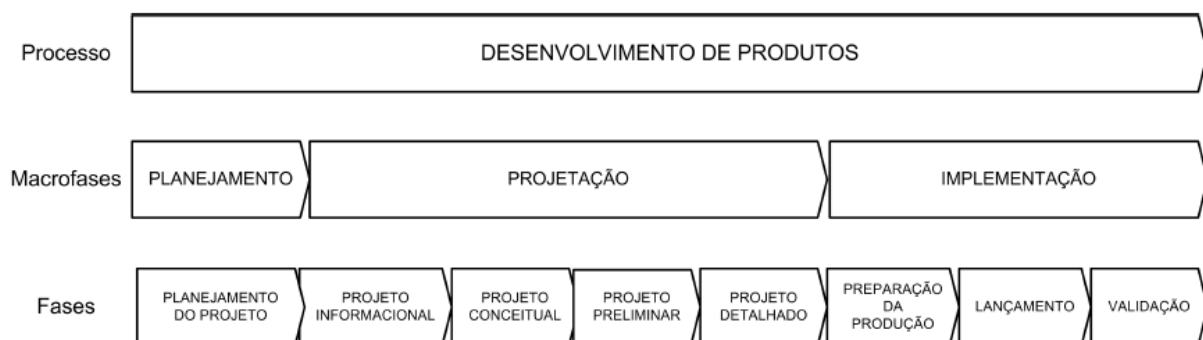 Processo
DESENVOLVIMENTO DE PRODUTOS
Macrofases
PLANEJAMENTO
PROJETAÇÃO
IMPLEMENTAÇÃO
Fases
PLANEJAMENTO
DO PROJETO
PROJETO
INFORMACIONAL
PROJETO
CONCEITUAL
PROJETO
PRELIMINAR
PROJETO
DETALHADO
PREPARAÇÃO
DA
PRODUÇÃO
LANÇAMENTO
VALIDAÇÃO